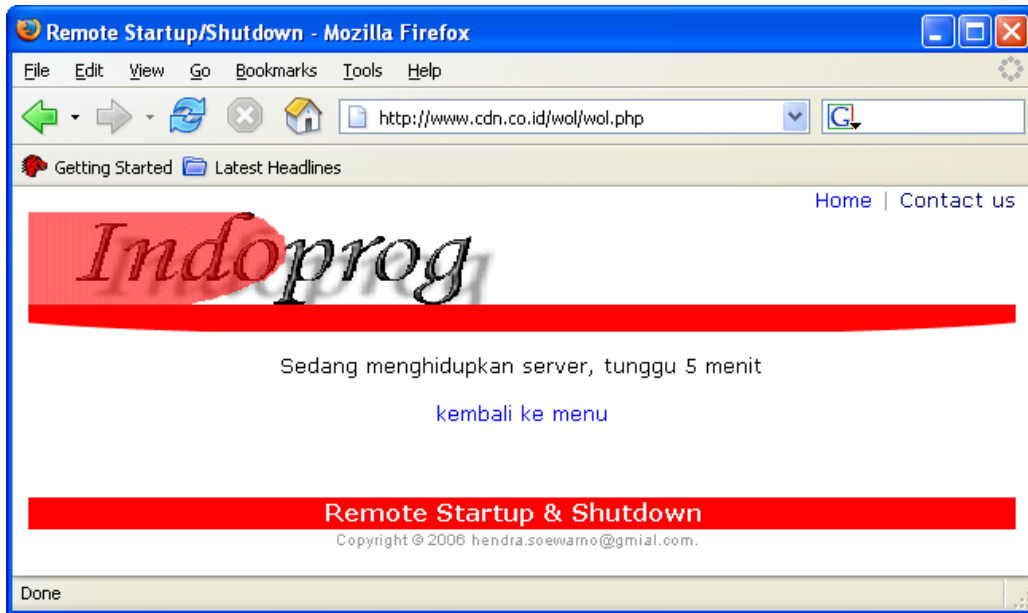 Remote Startup/Shutdown - Mozilla Firefox
File Edit View Go Bookmarks Tools Help
http://www.cdn.co.id/wol/wol.php G
Getting Started Latest Headlines
Home | Contact us
Indoprog
Sedang menghidupkan server, tunggu 5 menit
kembali ke menu
Remote Startup & Shutdown
Copyright © 2006 hendra.soewarno@gmial.com.
Done